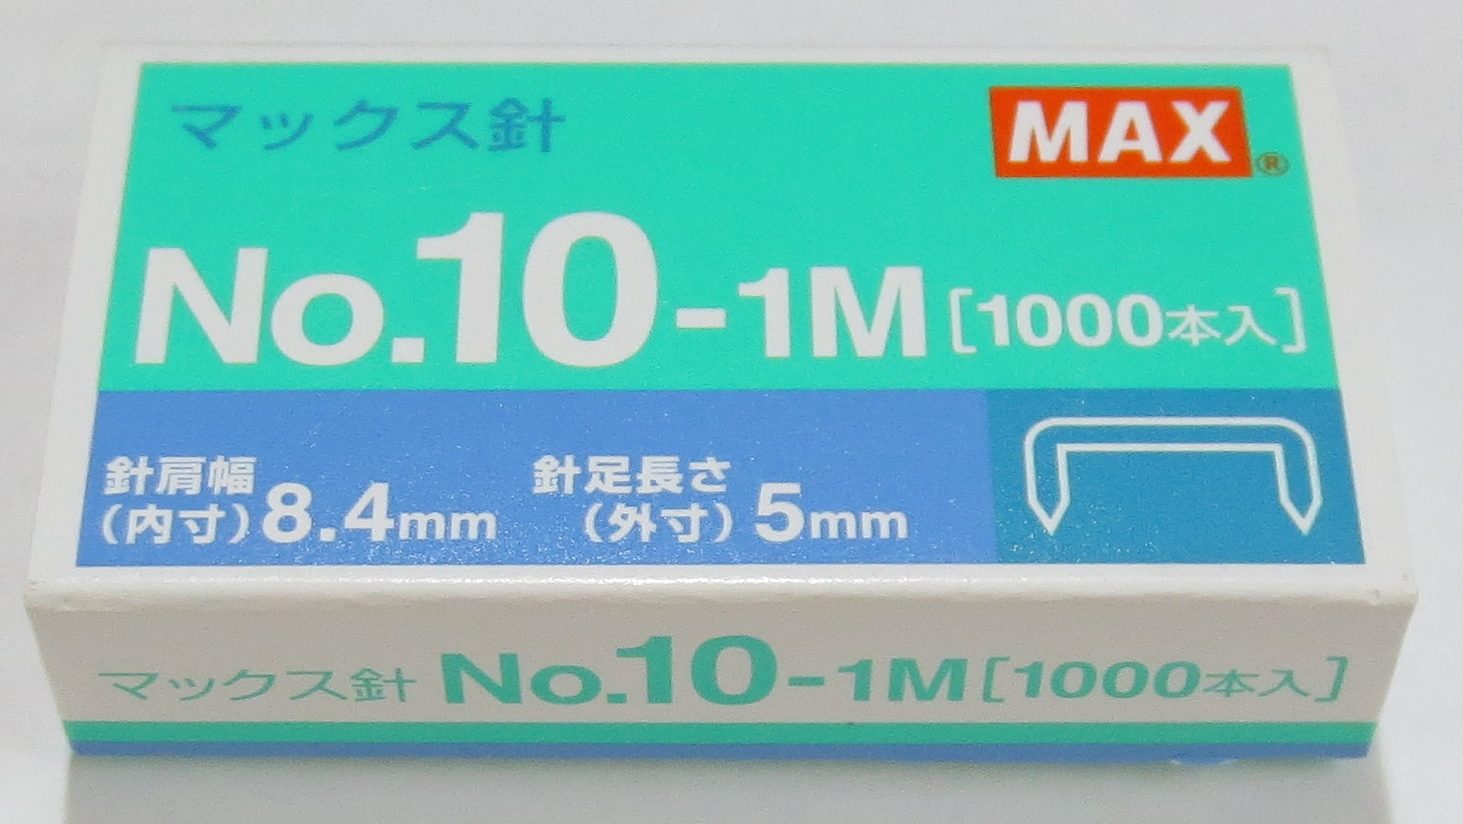 マックス針
MAX®
No.10-1M［1000本入］
針肩幅
（内寸）8.4mm
針足長さ
（外寸）5mm
マックス針 No.10-1M［1000本入］